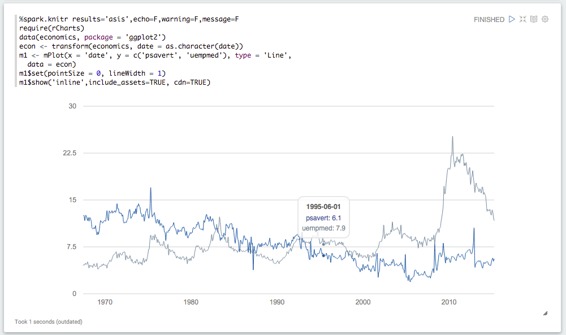 %spark.knitr results='asis',echo=F,warning=F,message=F
FINISHED
require(rCharts)
data(economics, package = 'ggplot2')
econ <- transform(economics, date = as.character(date))
m1 <- mPlot(x = 'date', y = c('psavert', 'uempmed'), type = 'Line',
data = econ)
m1$set(pointSize = 0, lineWidth = 1)
m1$show('inline',include_assets=TRUE, cdn=TRUE)
30
22.5
15
1995-06-01
psavert: 6.1
uempmed: 7.9
7.5
0
1970 1980 1990 2000 2010
Took 1 seconds (outdated)